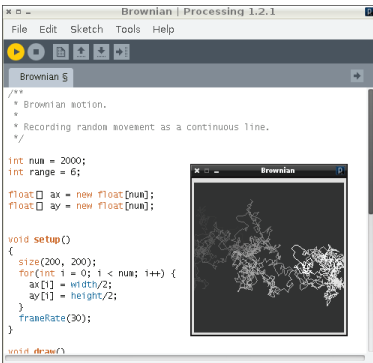 Brownian | Processing 1.2.1
File Edit Sketch Tools Help
Brownian §
/**
 * Brownian motion.
 *
 * Recording random movement as a continuous line.
 */
int num = 2000;
int range = 6;
float[] ax = new float[num];
float[] ay = new float[num];
void setup()
{
  size(200, 200);
  for(int i = 0; i < num; i++) {
    ax[i] = width/2;
    ay[i] = height/2;
  }
  frameRate(30);
}
void draw()
Brownian